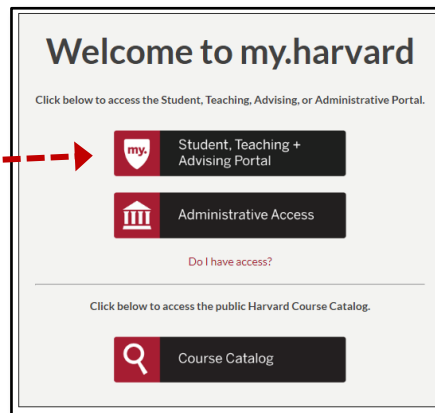 Welcome to my.harvard
Click below to access the Student, Teaching, Advising, or Administrative Portal.
my.
Student, Teaching +
Advising Portal
Administrative Access
Do I have access?
Click below to access the public Harvard Course Catalog.
Course Catalog